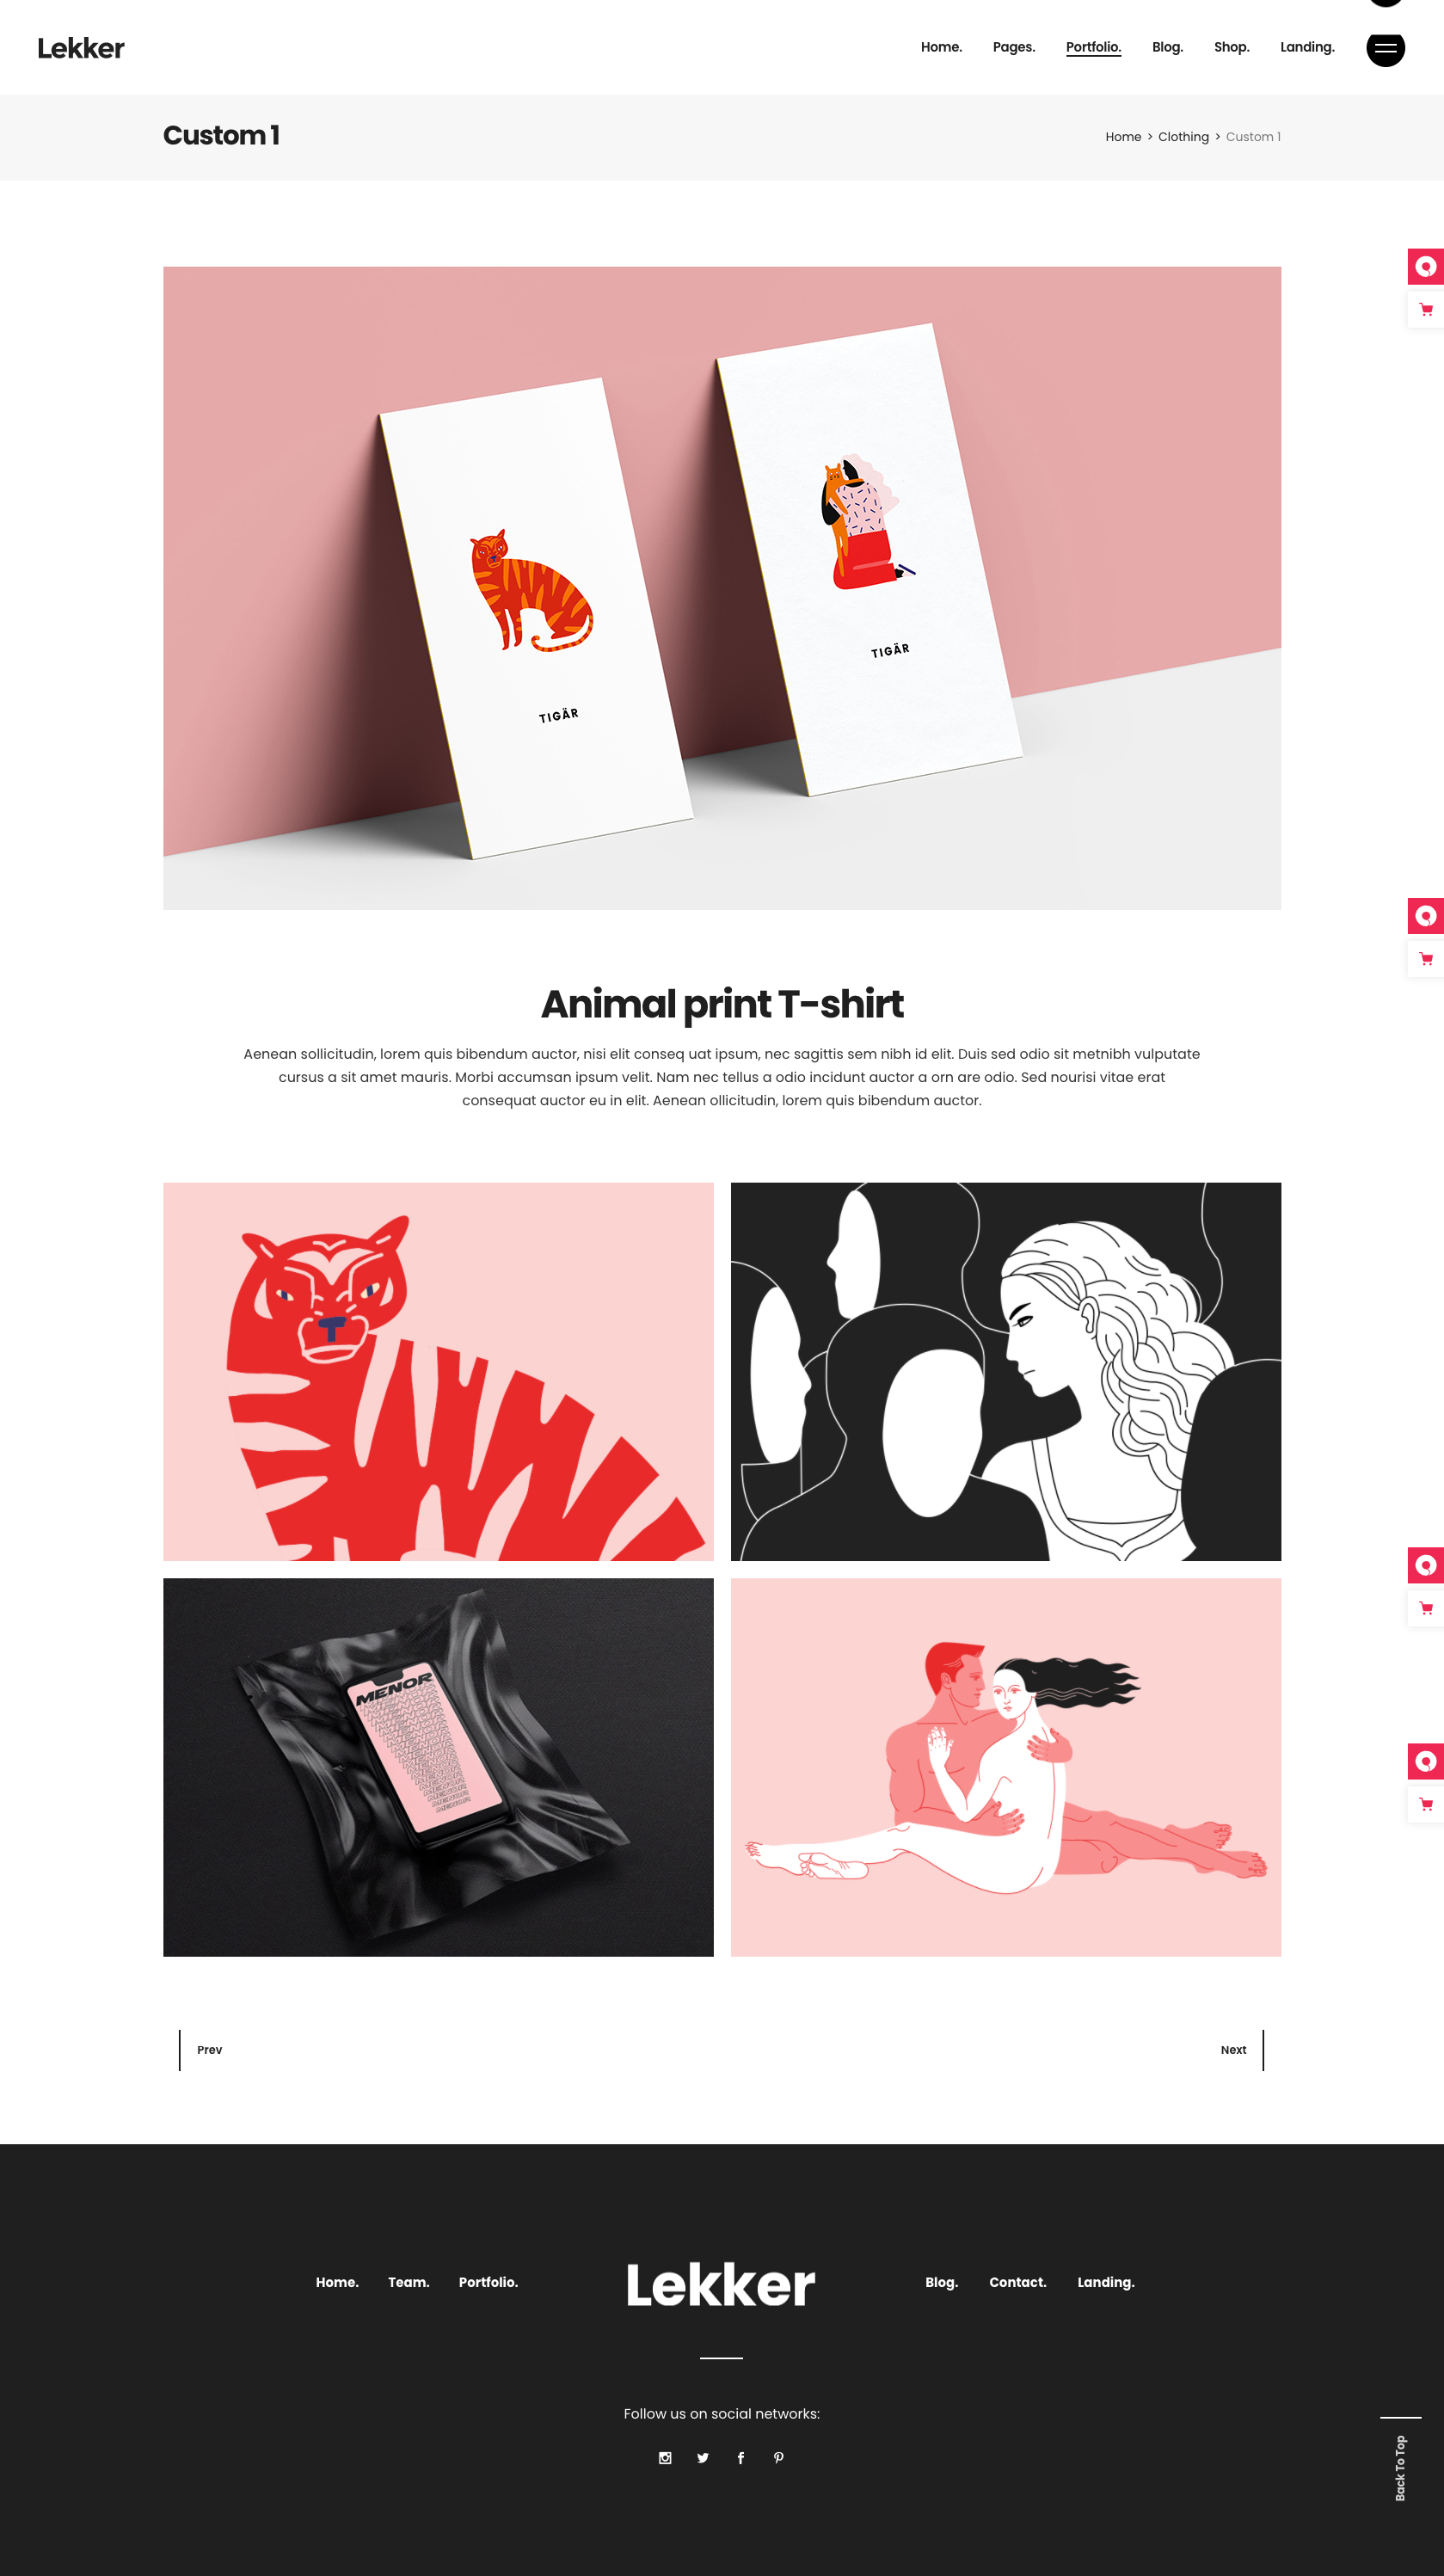 Lekker
Home. Pages. Portfolio. Blog. Shop. Landing.
Custom 1
Home > Clothing > Custom 1
TIGÄR
TIGÄR
Animal print T-shirt
Aenean sollicitudin, lorem quis bibendum auctor, nisi elit conseq uat ipsum, nec sagittis sem nibh id elit. Duis sed odio sit metnibh vulputate
cursus a sit amet mauris. Morbi accumsan ipsum velit. Nam nec tellus a odio incidunt auctor a orn are odio. Sed nourisi vitae erat
consequat auctor eu in elit. Aenean ollicitudin, lorem quis bibendum auctor.
MENOR
Prev
Next
Home. Team. Portfolio.
Lekker
Blog. Contact. Landing.
Follow us on social networks:
Back To Top